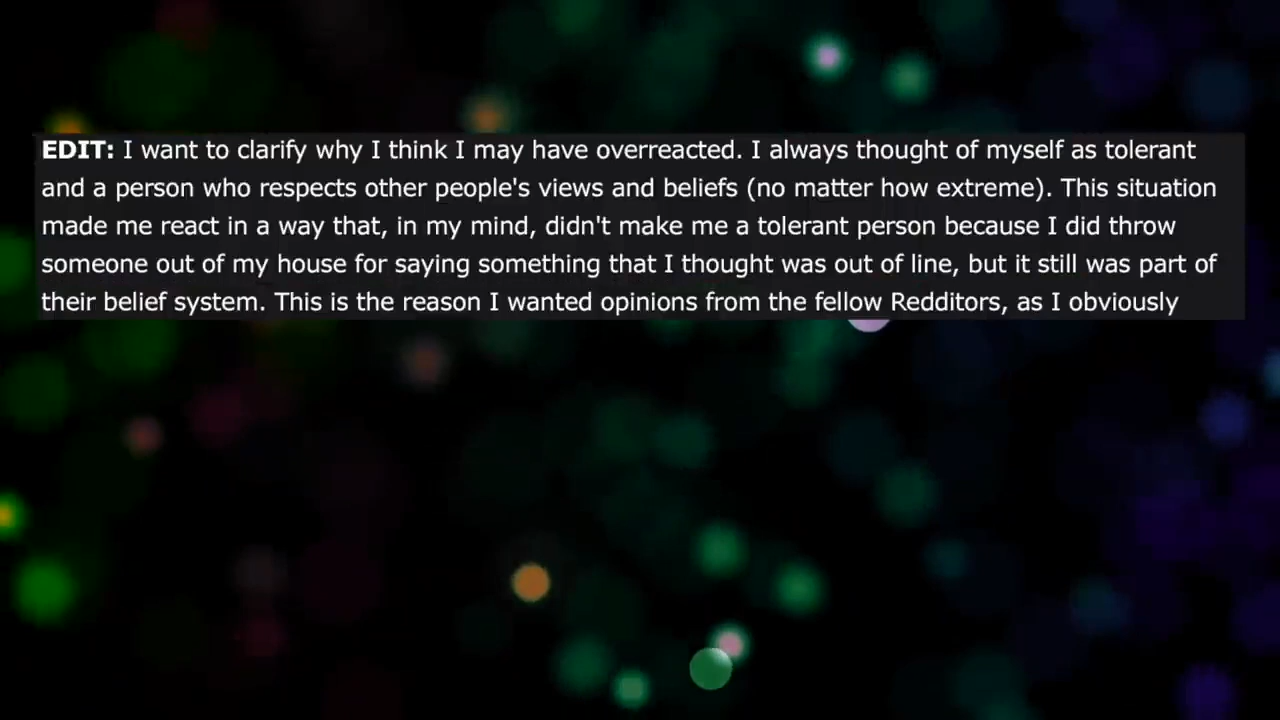 EDIT: I want to clarify why I think I may have overreacted. I always thought of myself as tolerant
and a person who respects other people's views and beliefs (no matter how extreme). This situation
made me react in a way that, in my mind, didn't make me a tolerant person because I did throw
someone out of my house for saying something that I thought was out of line, but it still was part of
their belief system. This is the reason I wanted opinions from the fellow Redditors, as I obviously